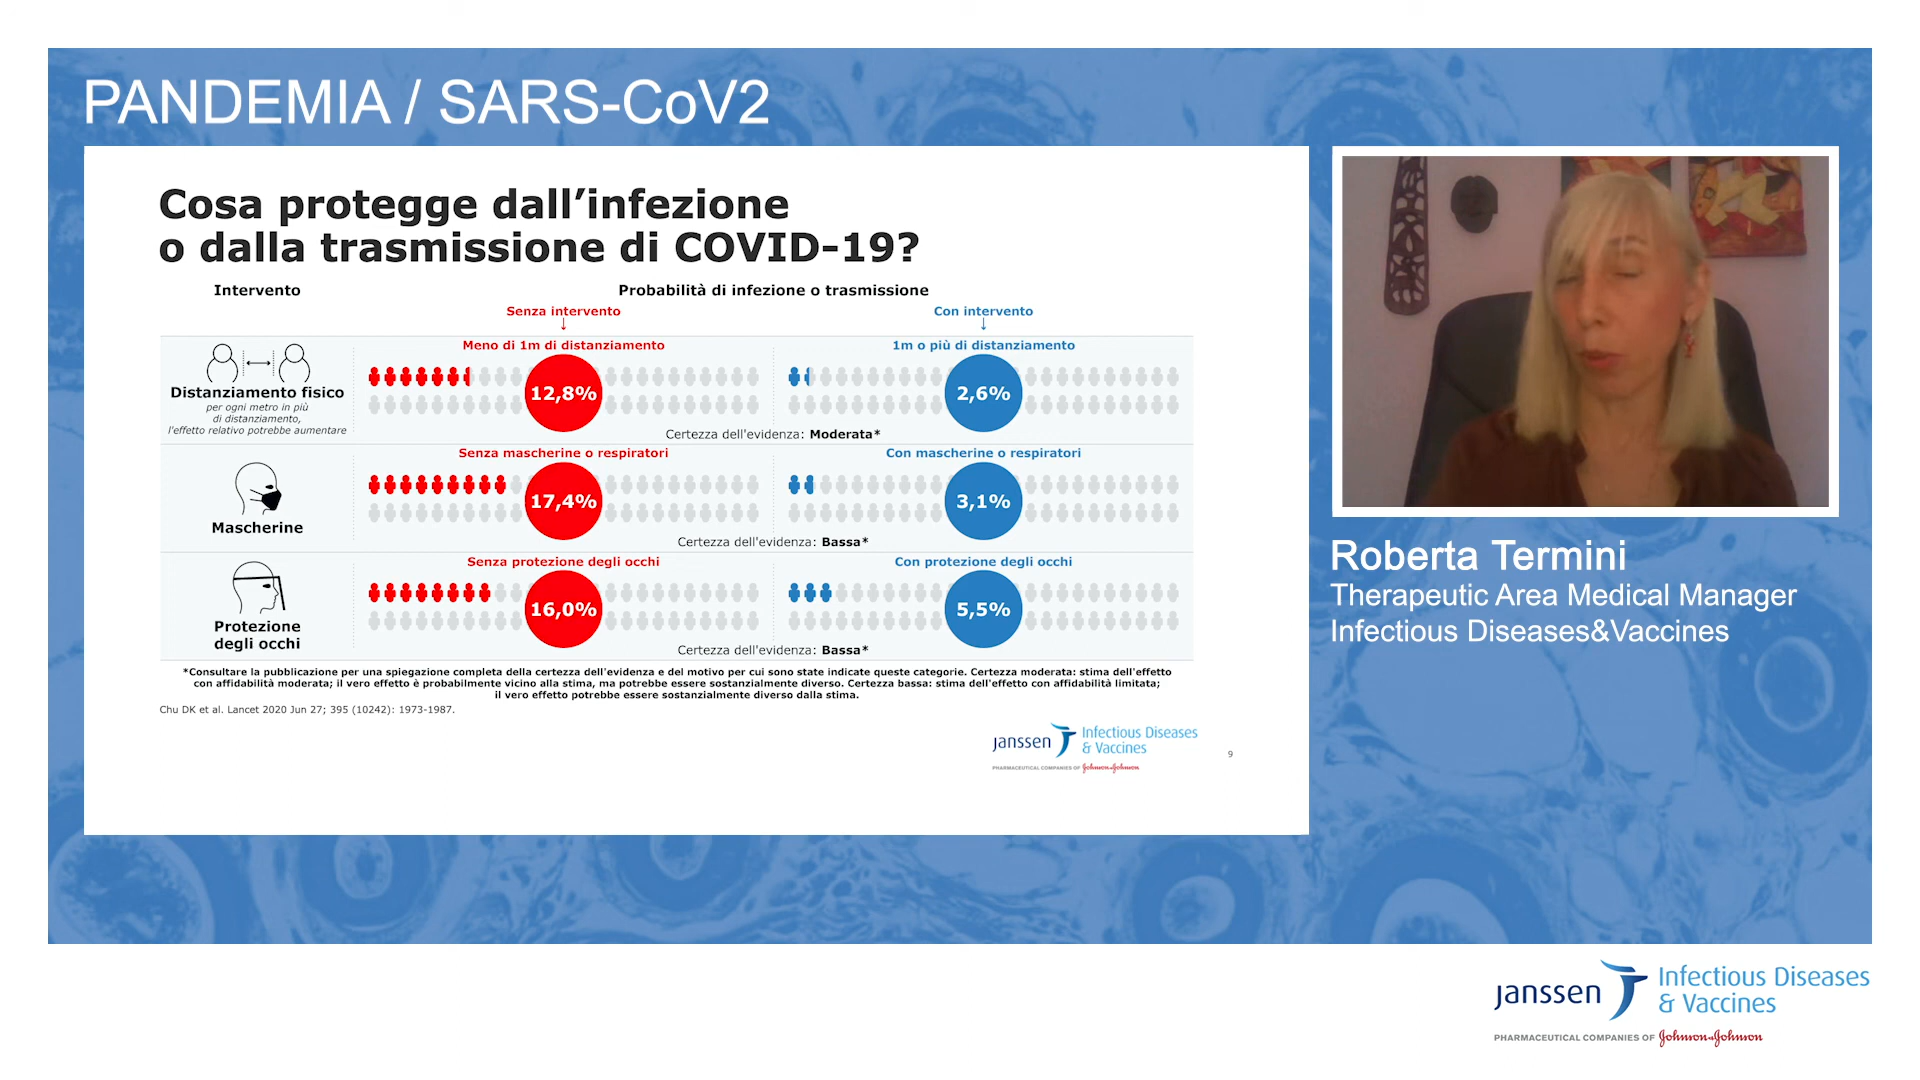 PANDEMIA / SARS-CoV2
Cosa protegge dall’infezione
o dalla trasmissione di COVID-19?
Intervento
Probabilità di infezione o trasmissione
Senza intervento
↓
Con intervento
↓
Distanziamento fisico
per ogni metro in più
di distanziamento,
l'effetto relativo potrebbe aumentare
Meno di 1m di distanziamento
12,8%
1m o più di distanziamento
2,6%
Certezza dell'evidenza: Moderata*
Mascherine
Senza mascherine o respiratori
17,4%
Con mascherine o respiratori
3,1%
Certezza dell'evidenza: Bassa*
Protezione
degli occhi
Senza protezione degli occhi
16,0%
Con protezione degli occhi
5,5%
Certezza dell'evidenza: Bassa*
*Consultare la pubblicazione per una spiegazione completa della certezza dell'evidenza e del motivo per cui sono state indicate queste categorie. Certezza moderata: stima dell'effetto
con affidabilità moderata; il vero effetto è probabilmente vicino alla stima, ma potrebbe essere sostanzialmente diverso. Certezza bassa: stima dell'effetto con affidabilità limitata;
il vero effetto potrebbe essere sostanzialmente diverso dalla stima.
Chu DK et al. Lancet 2020 Jun 27; 395 (10242): 1973-1987.
janssen Infectious Diseases
& Vaccines
PHARMACEUTICAL COMPANIES OF Johnson&Johnson
9
Roberta Termini
Therapeutic Area Medical Manager
Infectious Diseases&Vaccines
janssen Infectious Diseases
& Vaccines
PHARMACEUTICAL COMPANIES OF Johnson&Johnson